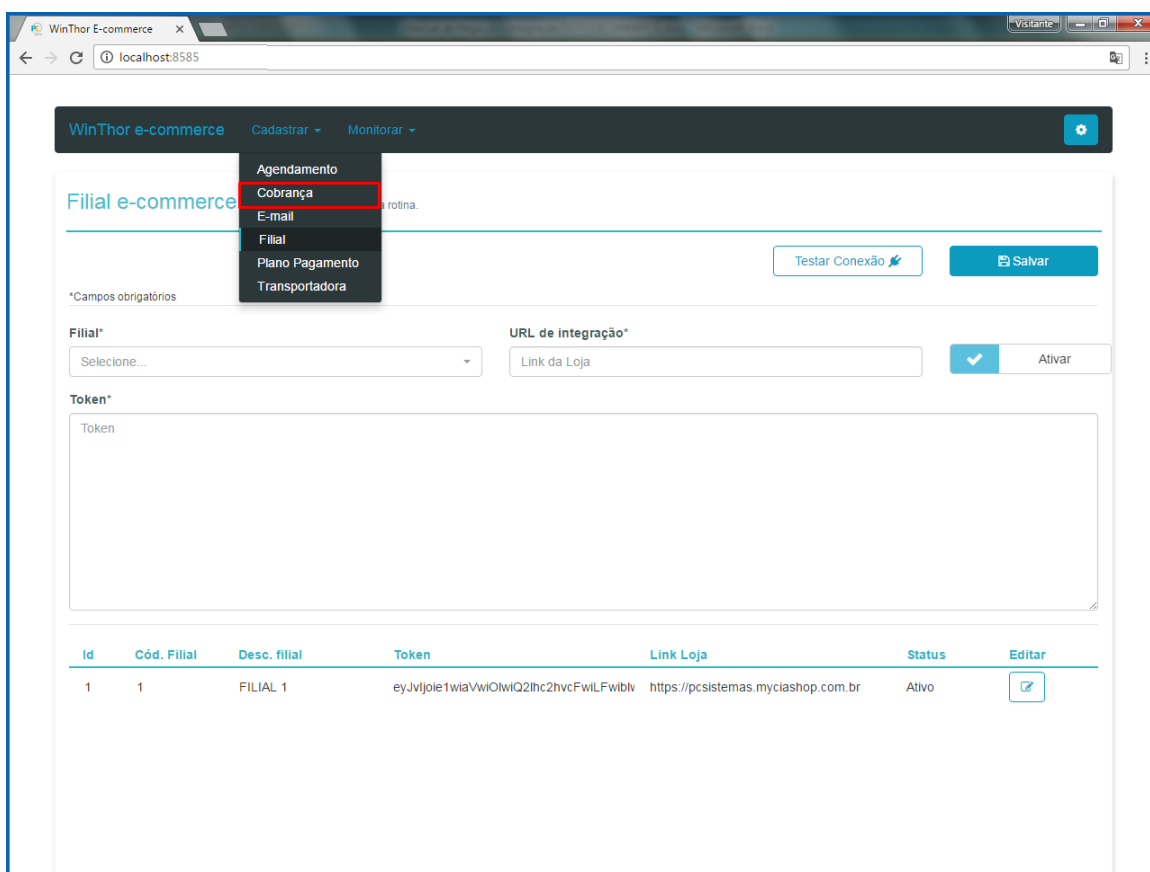 WinThor E-commerce
Visitante
localhost:8585
WinThor e-commerce Cadastrar Monitorar
Agendamento
Cobrança
E-mail
Filial
Plano Pagamento
Transportadora
Filial e-commerce a rotina.
Testar Conexão Salvar
*Campos obrigatórios
Filial* URL de integração*
Selecione... Link da Loja Ativar
Token*
Token
Id Cód. Filial Desc. filial Token Link Loja Status Editar
1 1 FILIAL 1 https://pcsistemas.myciashop.com.br Ativo